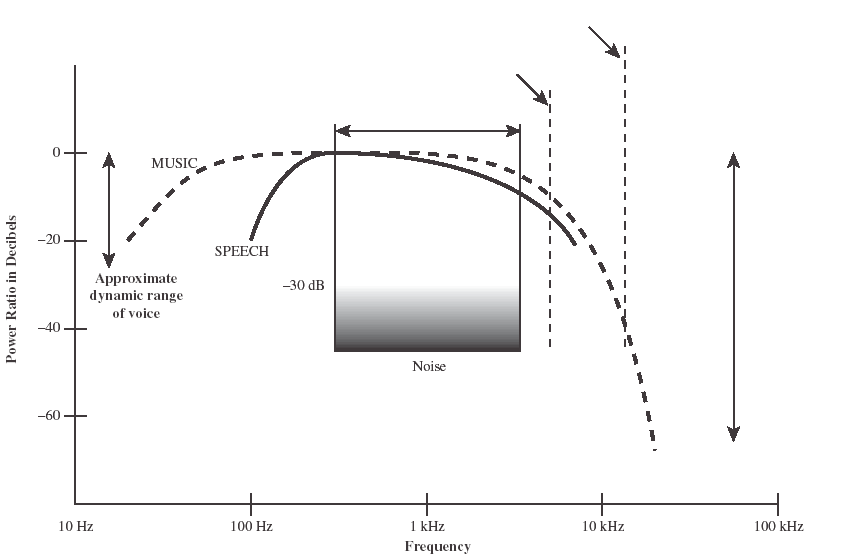 0
MUSIC
–20
SPEECH
Approximate
dynamic range
of voice
–30 dB
–40
Noise
–60
Power Ratio in Decibels
10 Hz
100 Hz
1 kHz
10 kHz
100 kHz
Frequency